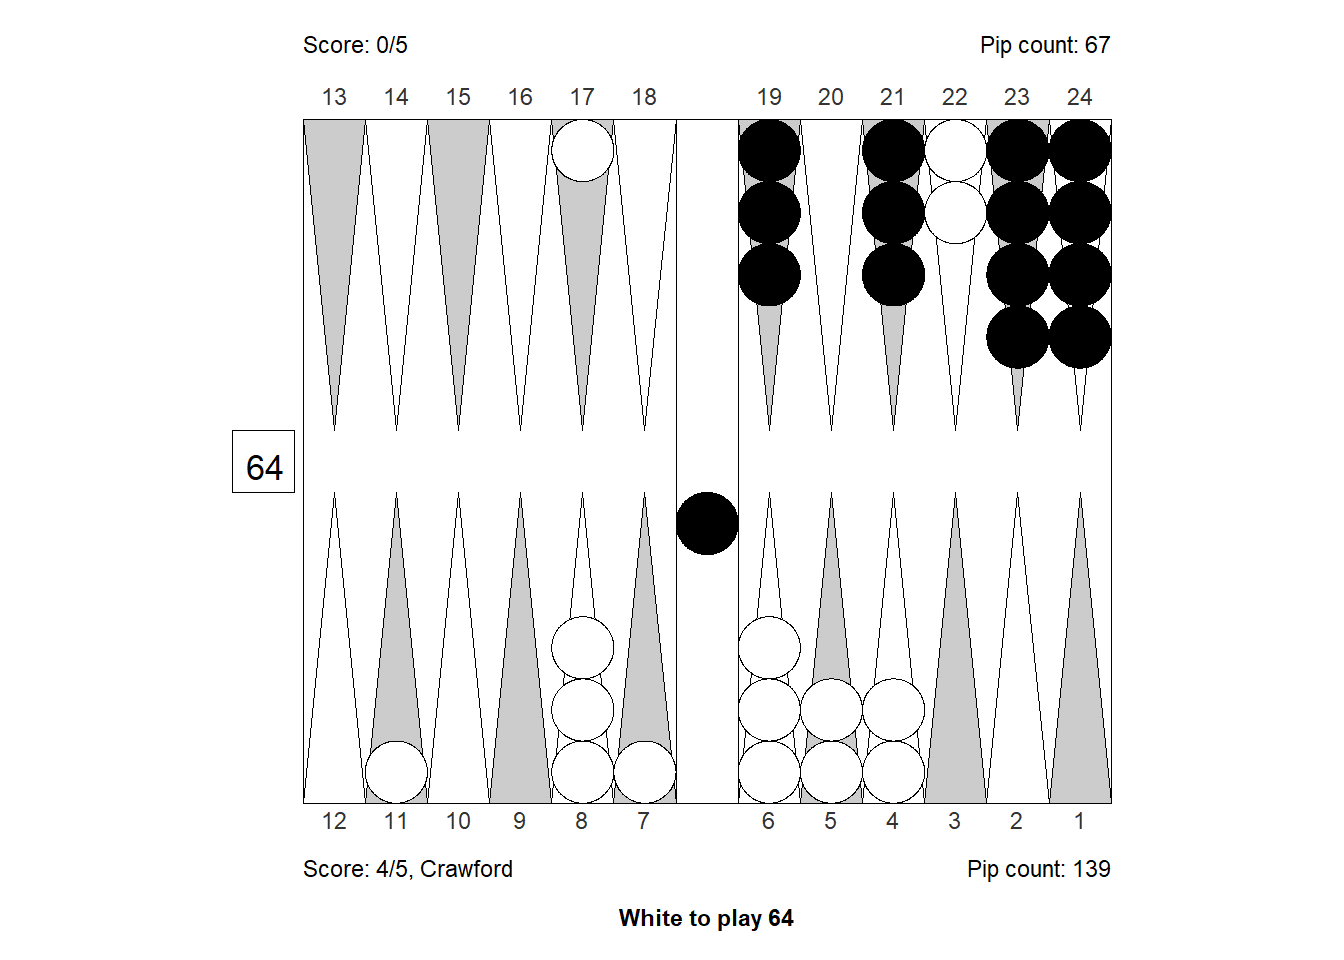 Score: 0/5 Pip count: 67
13 14 15 16 17 18 19 20 21 22 23 24
64
12 11 10 9 8 7 6 5 4 3 2 1
Score: 4/5, Crawford Pip count: 139
White to play 64